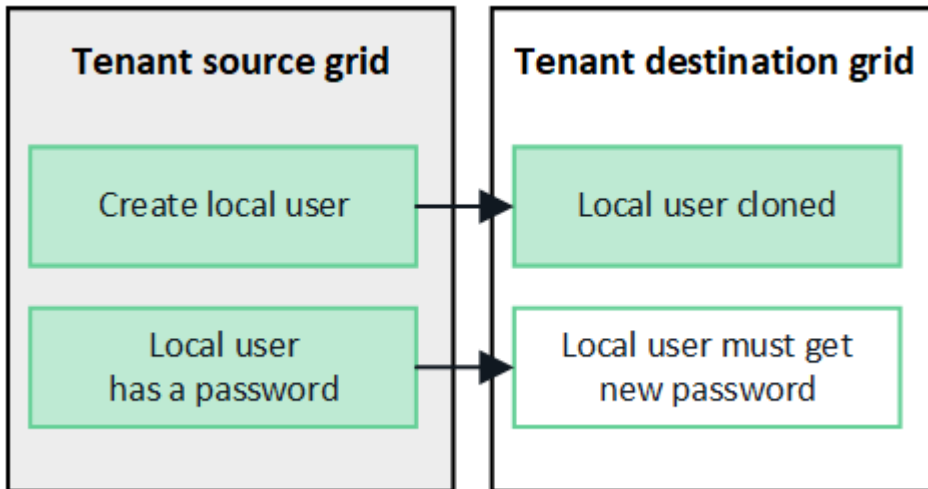 Tenant source grid
Tenant destination grid
Create local user
Local user cloned
Local user
has a password
Local user must get
new password